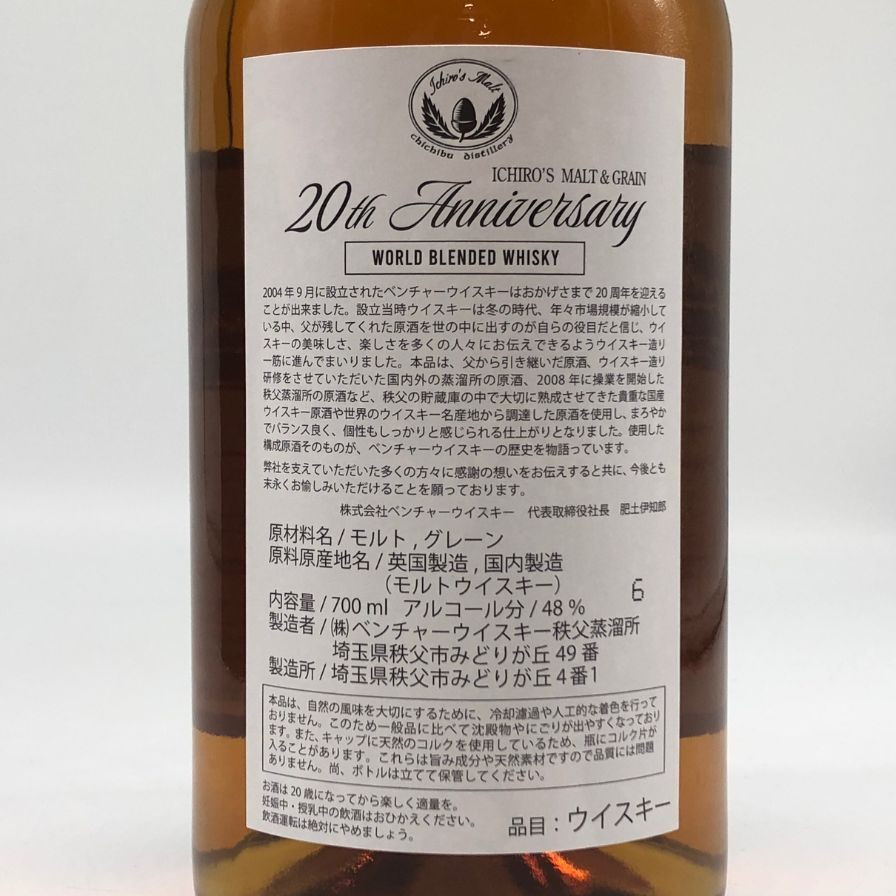 Ichiro's Malt
chichibu distillery
ICHIRO'S MALT & GRAIN
20th Anniversary
WORLD BLENDED WHISKY
2004年9月に設立されたベンチャーウイスキーはおかげさまで20周年を迎える
ことが出来ました。設立当時ウイスキーは冬の時代、年々市場規模が縮小して
いる中、父が残してくれた原酒を世の中に出すのが自らの役目だと信じ、ウイ
スキーの美味しさ、楽しさを多くの人々にお伝えできるようウイスキー造り
一筋に進んでまいりました。本品は、父から引き継いだ原酒、ウイスキー造り
研修をさせていただいた国内外の蒸溜所の原酒、2008年に操業を開始した
秩父蒸溜所の原酒など、秩父の貯蔵庫の中で大切に熟成させてきた貴重な国産
ウイスキー原酒や世界のウイスキー名産地から調達した原酒を使用し、まろやか
でバランス良く、個性もしっかりと感じられる仕上がりとなりました。使用した
構成原酒そのものが、ベンチャーウイスキーの歴史を物語っています。
弊社を支えていただいた多くの方々に感謝の想いをお伝えすると共に、今後とも
末永くお愉しみいただけることを願っております。
株式会社ベンチャーウイスキー 代表取締役社長 肥土伊知郎
原材料名 / モルト , グレーン
原料原産地名 / 英国製造 , 国内製造
（モルトウイスキー）
6
内容量 / 700 ml アルコール分 / 48 %
製造者 / ㈱ベンチャーウイスキー秩父蒸溜所
埼玉県秩父市みどりが丘 49 番
製造所 / 埼玉県秩父市みどりが丘 4 番1
本品は、自然の風味を大切にするために、冷却濾過や人工的な着色を行って
おりません。このため一般品に比べて沈殿物やにごりが出やすくなっており
ます。また、キャップに天然のコルクを使用しているため、瓶にコルク片が
入ることがあります。これらは旨み成分や天然素材ですので品質には問題
ありません。尚、ボトルは立てて保管してください。
お酒は20歳になってから楽しく適量を。
妊娠中・授乳中の飲酒はおひかえください。
飲酒運転は絶対にやめましょう。
品目：ウイスキー